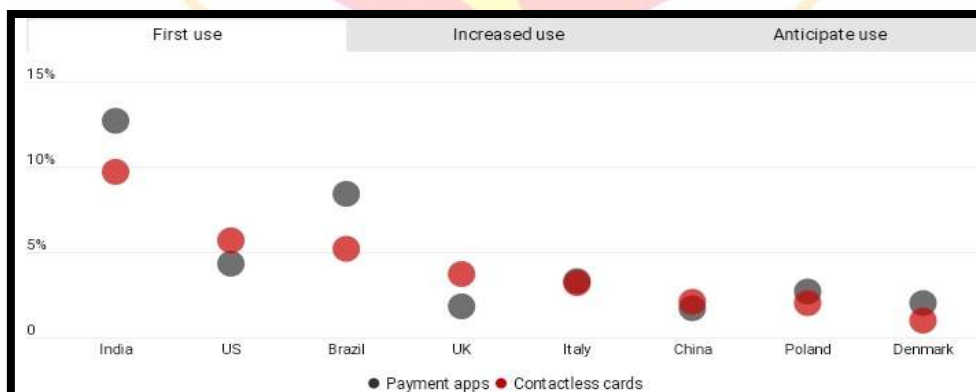 First use Increased use Anticipate use
15%
10%
5%
0
India US Brazil UK Italy China Poland Denmark
Payment apps Contactless cards